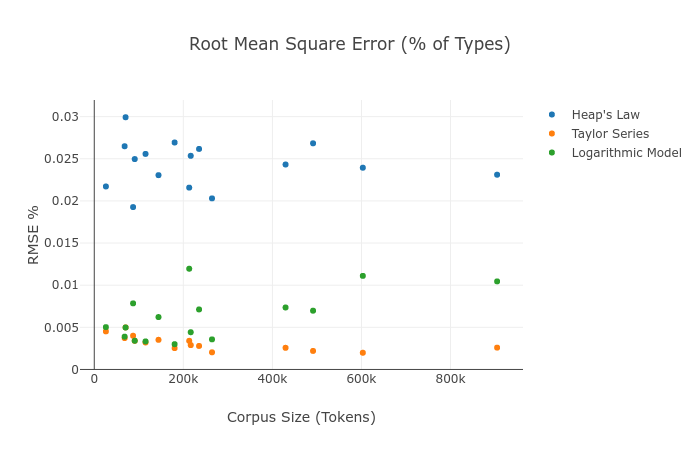 Root Mean Square Error (% of Types)
0.03
0.025
0.02
0.015
0.01
0.005
0
RMSE %
0 200k 400k 600k 800k
Corpus Size (Tokens)
Heap's Law
Taylor Series
Logarithmic Model